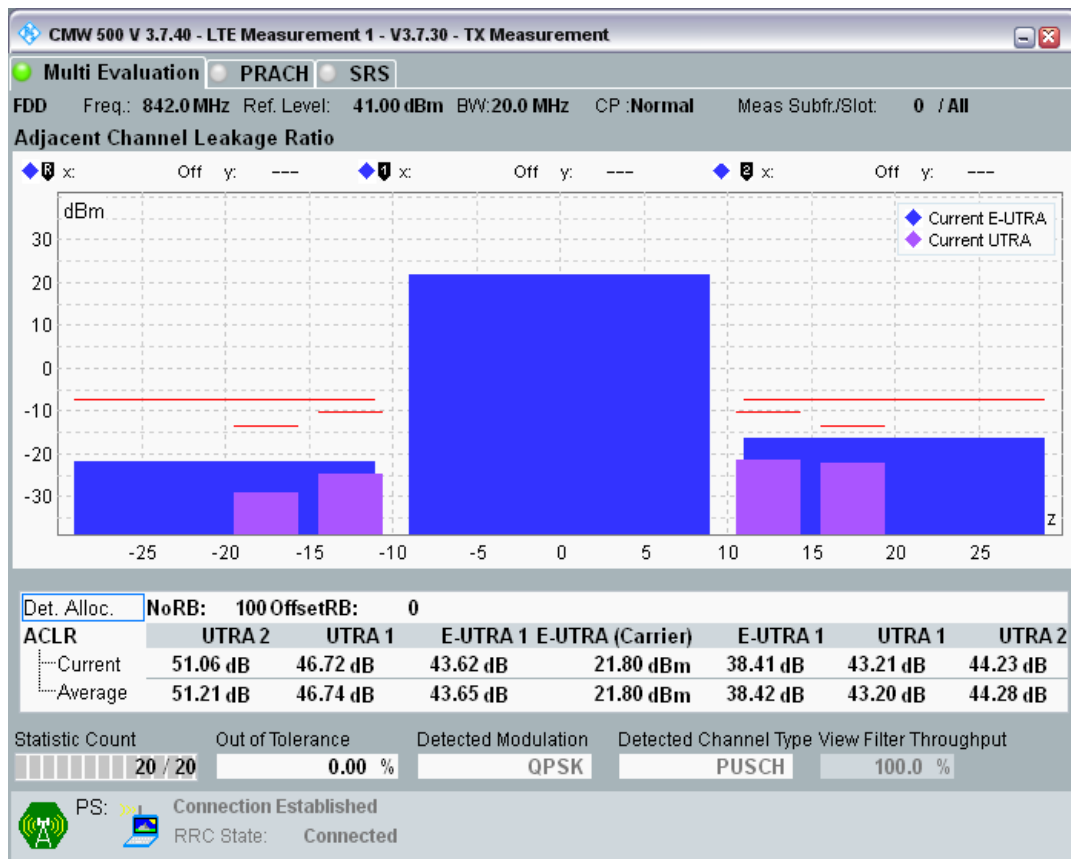 CMW 500 V 3.7.40 - LTE Measurement 1 - V3.7.30 - TX Measurement
Multi Evaluation PRACH SRS
FDD Freq.: 842.0 MHz Ref. Level: 41.00 dBm BW: 20.0 MHz CP : Normal Meas Subfr./Slot: 0 / All
Adjacent Channel Leakage Ratio
R x: Off y: --- 1 x: Off y: --- 2 x: Off y: ---
dBm
Current E-UTRA
Current UTRA
30
20
10
0
-10
-20
-30
z
-25 -20 -15 -10 -5 0 5 10 15 20 25
Det. Alloc. NoRB: 100 OffsetRB: 0
ACLR UTRA 2 UTRA 1 E-UTRA 1 E-UTRA (Carrier) E-UTRA 1 UTRA 1 UTRA 2
Current 51.06 dB 46.72 dB 43.62 dB 21.80 dBm 38.41 dB 43.21 dB 44.23 dB
Average 51.21 dB 46.74 dB 43.65 dB 21.80 dBm 38.42 dB 43.20 dB 44.28 dB
Statistic Count Out of Tolerance Detected Modulation Detected Channel Type View Filter Throughput
20 / 20 0.00 % QPSK PUSCH 100.0 %
PS: Connection Established
RRC State: Connected